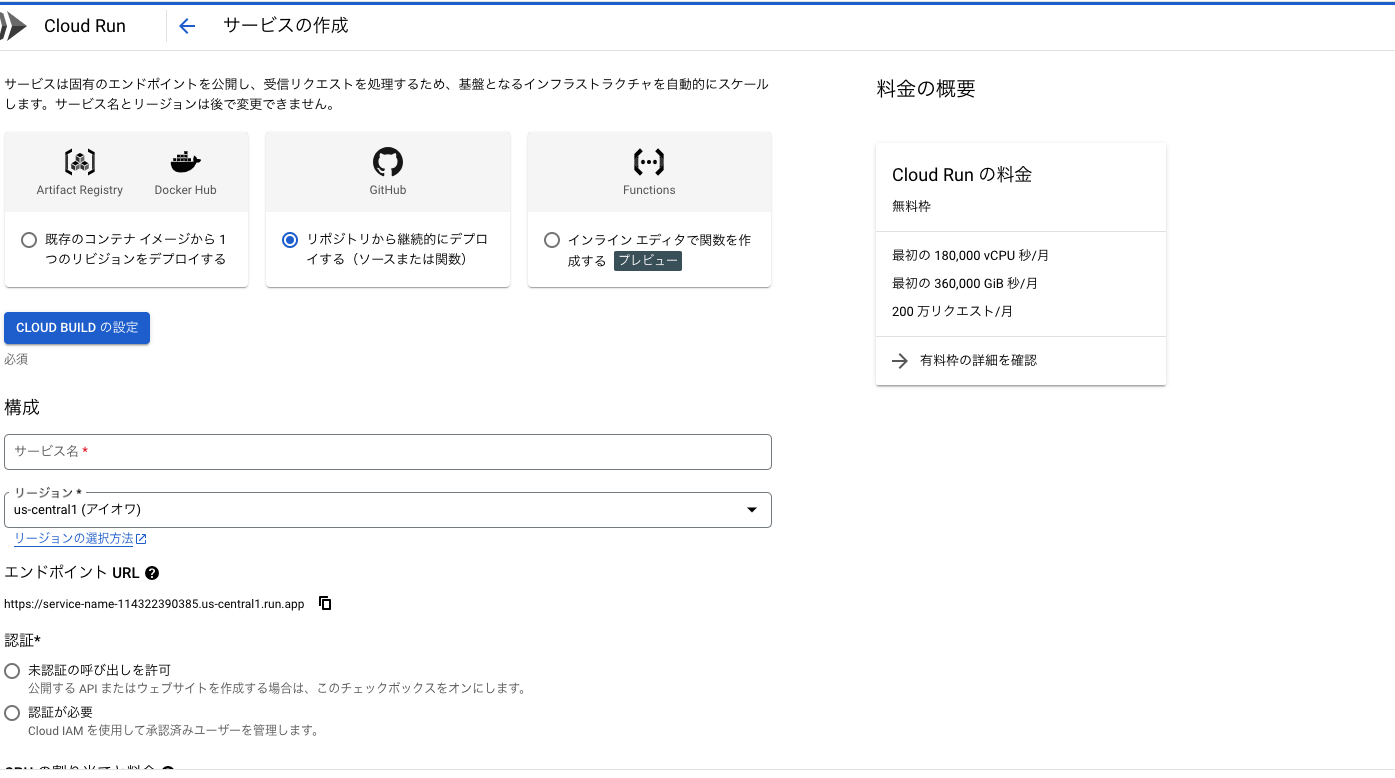 Cloud Run
サービスの作成
サービスは固有のエンドポイントを公開し、受信リクエストを処理するため、基盤となるインフラストラクチャを自動的にスケール
します。サービス名とリージョンは後で変更できません。
Artifact Registry
Docker Hub
GitHub
Functions
既存のコンテナ イメージから 1
つのリビジョンをデプロイする
リポジトリから継続的にデプロ
イする（ソースまたは関数）
インライン エディタで関数を作
成する プレビュー
CLOUD BUILD の設定
必須
構成
サービス名 *
リージョン *
us-central1 (アイオワ)
リージョンの選択方法
エンドポイント URL
https://service-name-114322390385.us-central1.run.app
認証*
未認証の呼び出しを許可
公開する API またはウェブサイトを作成する場合は、このチェックボックスをオンにします。
認証が必要
Cloud IAM を使用して承認済みユーザーを管理します。
CPU の割り当てと料金
料金の概要
Cloud Run の料金
無料枠
最初の 180,000 vCPU 秒/月
最初の 360,000 GiB 秒/月
200 万リクエスト/月
有料枠の詳細を確認